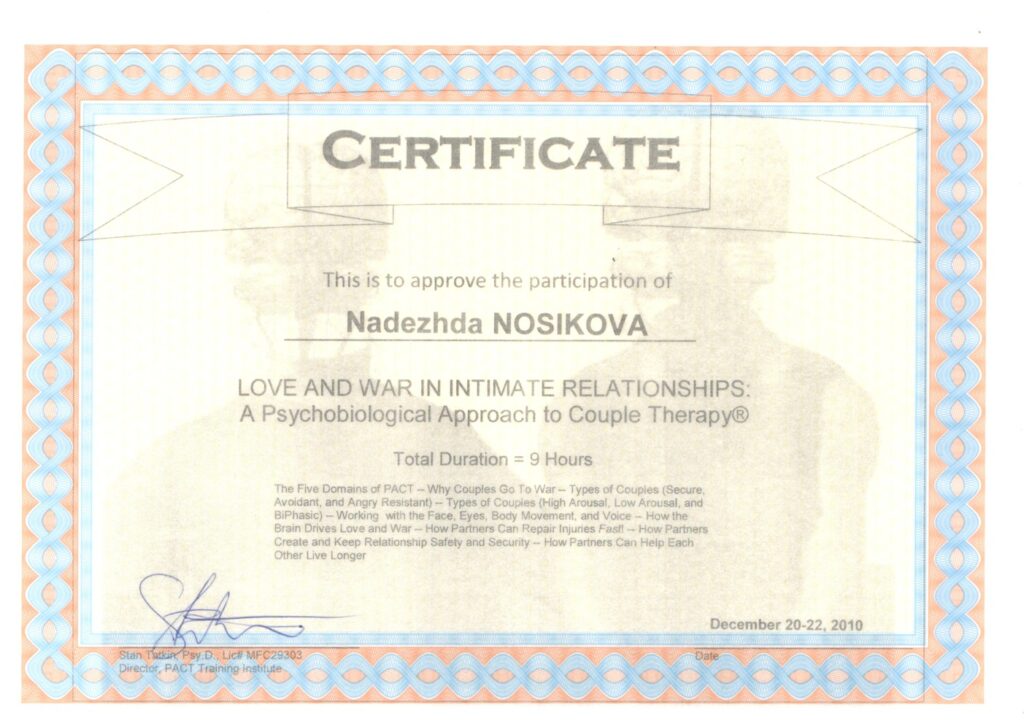 CERTIFICATE
This is to approve the participation of
Nadezhda NOSIKOVA
LOVE AND WAR IN INTIMATE RELATIONSHIPS:
A Psychobiological Approach to Couple Therapy®
Total Duration = 9 Hours
The Five Domains of PACT – Why Couples Go To War – Types of Couples (Secure,
Avoidant, and Angry Resistant) – Types of Couples (High Arousal, Low Arousal, and
BiPhasic) – Working with the Face, Eyes, Body Movement, and Voice – How the
Brain Drives Love and War – How Partners Can Repair Injuries Fast! – How Partners
Create and Keep Relationship Safety and Security – How Partners Can Help Each
Other Live Longer
December 20-22, 2010
Stan Tatkin, Psy.D., Lic# MFC29303
Date
Director, PACT Training Institute